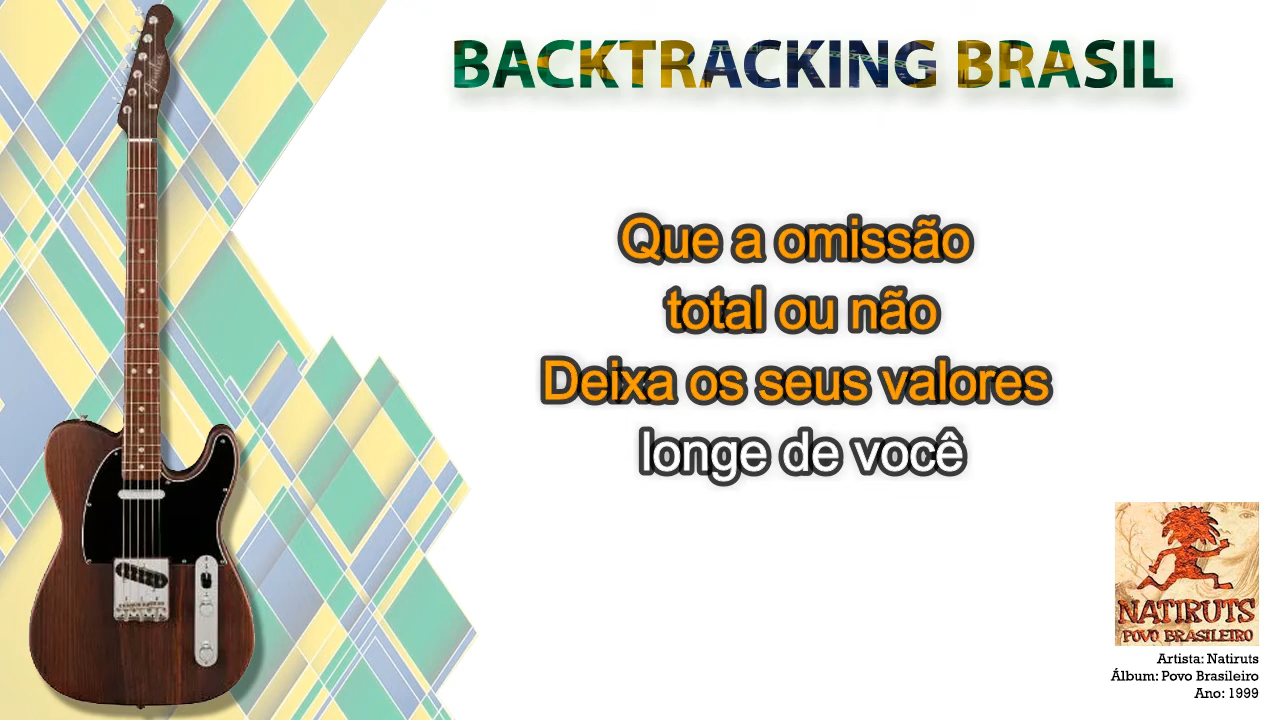 BACKTRACKING BRASIL
Que a omissão
total ou não
Deixa os seus valores
longe de você
NATIRUTS
POVO BRASILEIRO
Artista: Natiruts
Álbum: Povo Brasileiro
Ano: 1999